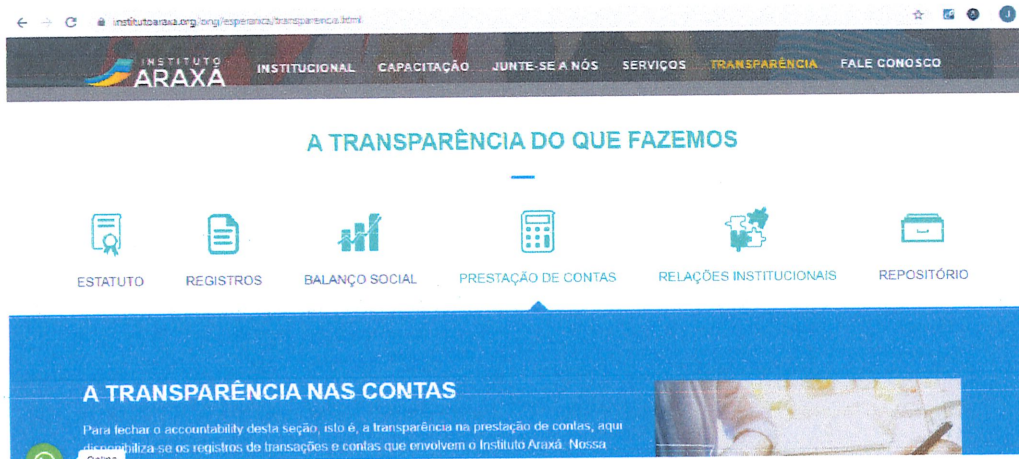 institutoaraxa.org/ong/esperanca/transparencia.html
INSTITUTO
ARAXÁ
INSTITUCIONAL CAPACITAÇÃO JUNTE-SE A NÓS SERVIÇOS TRANSPARÊNCIA FALE CONOSCO
A TRANSPARÊNCIA DO QUE FAZEMOS
ESTATUTO REGISTROS BALANÇO SOCIAL PRESTAÇÃO DE CONTAS RELAÇÕES INSTITUCIONAIS REPOSITÓRIO
A TRANSPARÊNCIA NAS CONTAS
Para fechar o accountability desta seção, isto é, a transparência na prestação de contas, aqui
disponibiliza-se os registros de transações e contas que envolvem o Instituto Araxá. Nossa
Online